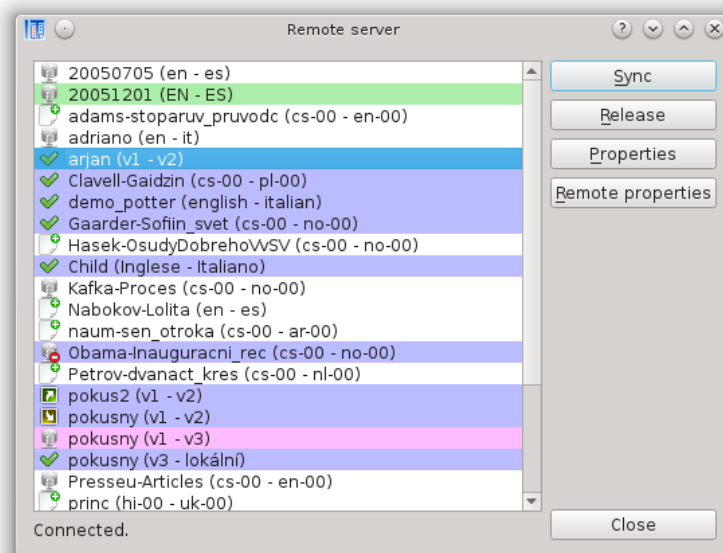 Remote server
20050705 (en - es)
20051201 (EN - ES)
adams-stoparuv_pruvodc (cs-00 - en-00)
adriano (en - it)
arjan (v1 - v2)
Clavell-Gaidzin (cs-00 - pl-00)
demo_potter (english - italian)
Gaarder-Sofiin_svet (cs-00 - no-00)
Hasek-OsudyDobrehoVvSV (cs-00 - no-00)
Child (Inglese - Italiano)
Kafka-Proces (cs-00 - no-00)
Nabokov-Lolita (en - es)
naum-sen_otroka (cs-00 - ar-00)
Obama-Inauguracni_rec (cs-00 - no-00)
Petrov-dvanact_kres (cs-00 - nl-00)
pokus2 (v1 - v2)
pokusny (v1 - v2)
pokusny (v1 - v3)
pokusny (v3 - lokální)
Presseu-Articles (cs-00 - en-00)
princ (hi-00 - uk-00)
Connected.
Sync
Release
Properties
Remote properties
Close